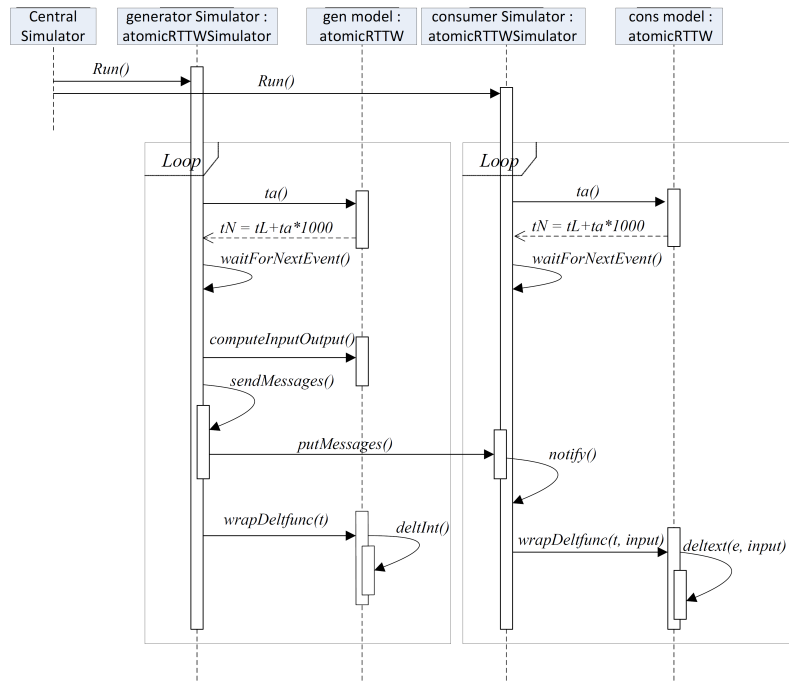 Central
Simulator
generator Simulator :
atomicRTTWSimulator
gen model :
atomicRTTW
consumer Simulator :
atomicRTTWSimulator
cons model :
atomicRTTW
Run()
Run()
Loop
Loop
ta()
ta()
tN = tL+ta*1000
tN = tL+ta*1000
waitForNextEvent()
waitForNextEvent()
computeInputOutput()
sendMessages()
putMessages()
notify()
wrapDeltfunc(t)
deltInt()
wrapDeltfunc(t, input)
deltext(e, input)